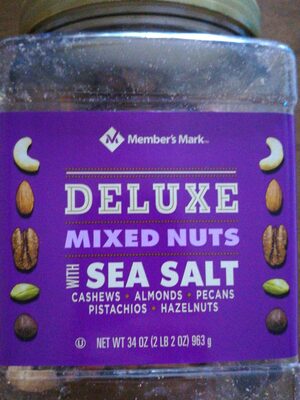 Member's Mark
DELUXE
MIXED NUTS
WITH SEA SALT
CASHEWS • ALMONDS • PECANS
PISTACHIOS • HAZELNUTS
U NET WT 34 OZ (2 LB 2 OZ) 963 g